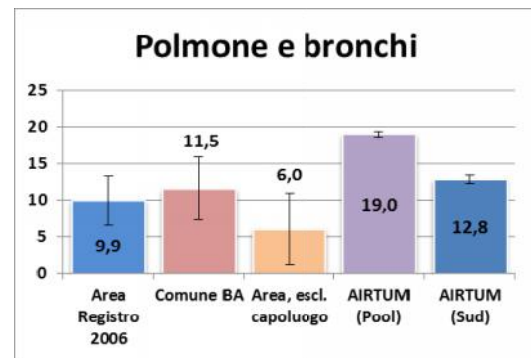 Polmone e bronchi
25
20
15
10
5
0
9,9
11,5
6,0
19,0
12,8
Area Registro 2006
Comune BA
Area, escl. capoluogo
AIRTUM (Pool)
AIRTUM (Sud)